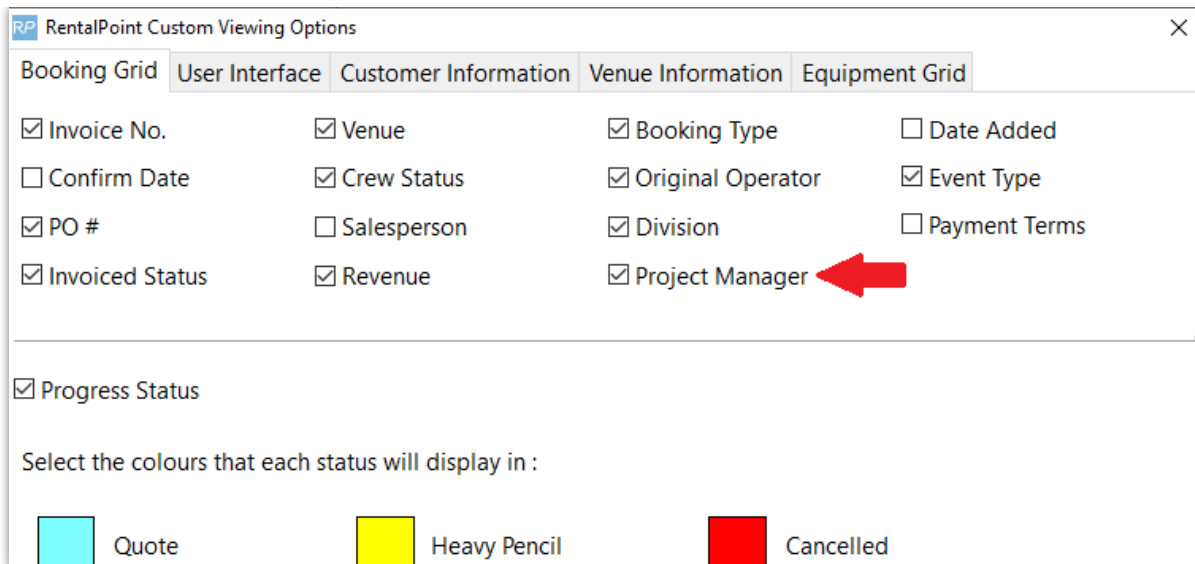 RP RentalPoint Custom Viewing Options
Booking Grid User Interface Customer Information Venue Information Equipment Grid
Invoice No. Venue Booking Type Date Added
Confirm Date Crew Status Original Operator Event Type
PO # Salesperson Division Payment Terms
Invoiced Status Revenue Project Manager
Progress Status
Select the colours that each status will display in :
Quote Heavy Pencil Cancelled